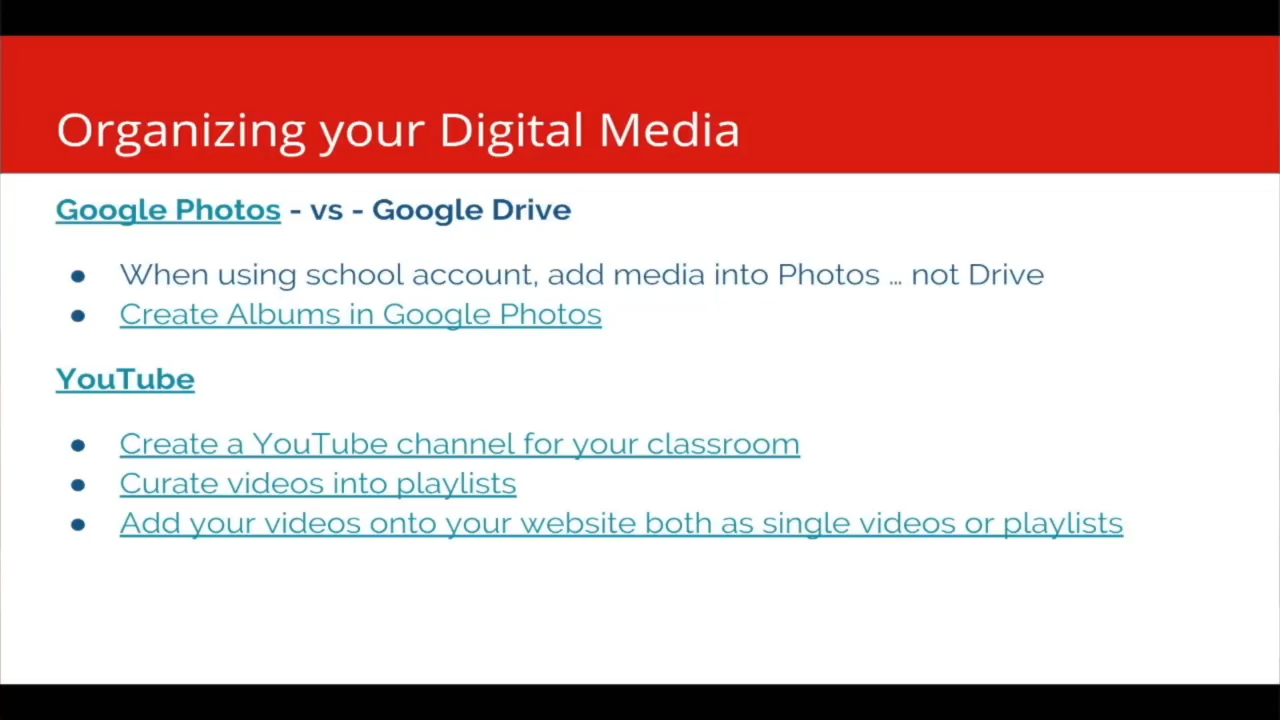 Organizing your Digital Media
Google Photos - vs - Google Drive
● When using school account, add media into Photos … not Drive
● Create Albums in Google Photos
YouTube
● Create a YouTube channel for your classroom
● Curate videos into playlists
● Add your videos onto your website both as single videos or playlists